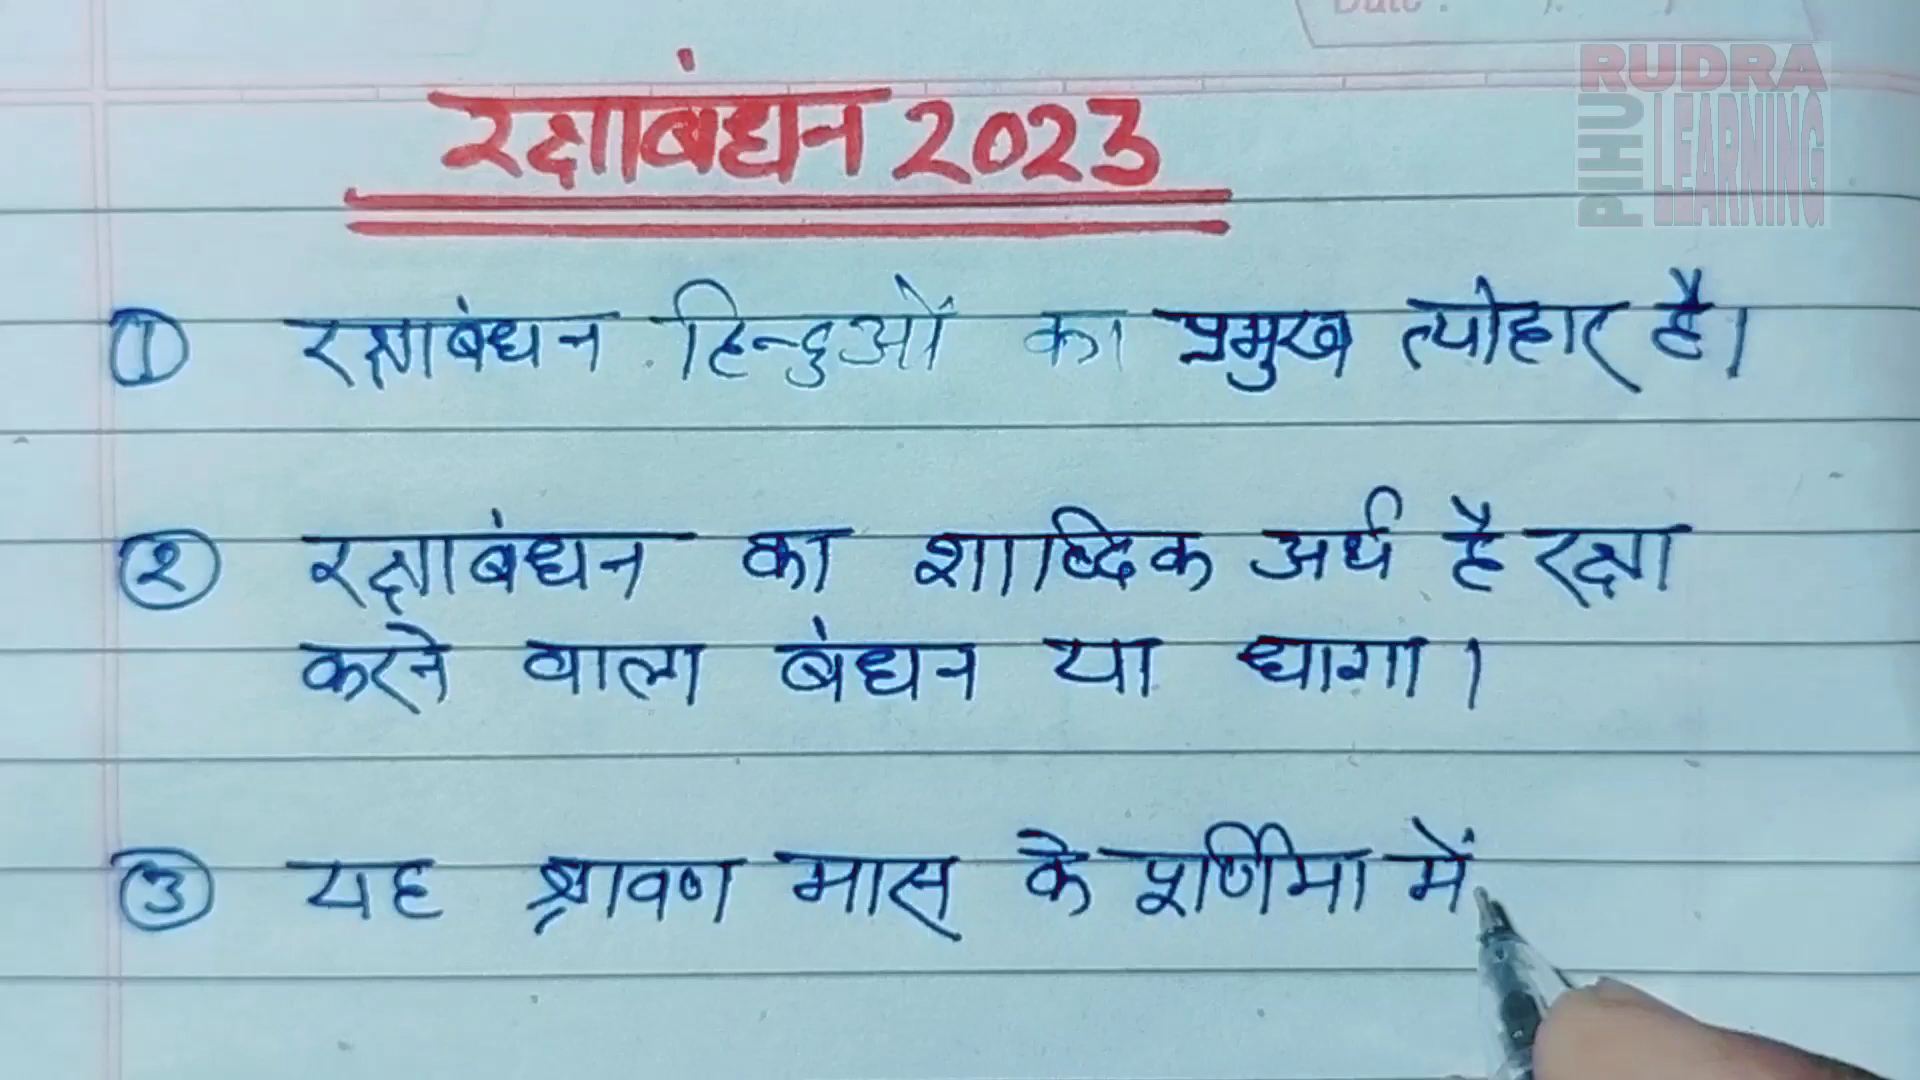 Date :
RUDRA
PIHU
LEARNING
रक्षाबंधन 2023
① रक्षाबंधन हिन्दुओं का प्रमुख त्योहार है।
② रक्षाबंधन का शाब्दिक अर्थ है रक्षा
करने वाला बंधन या धागा।
③ यह श्रावण मास के पूर्णिमा में